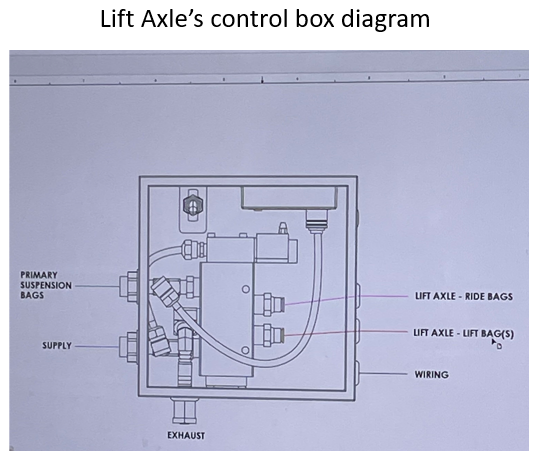 Lift Axle's control box diagram
PRIMARY
SUSPENSION
BAGS
LIFT AXLE - RIDE BAGS
LIFT AXLE - LIFT BAG(S)
SUPPLY
WIRING
EXHAUST